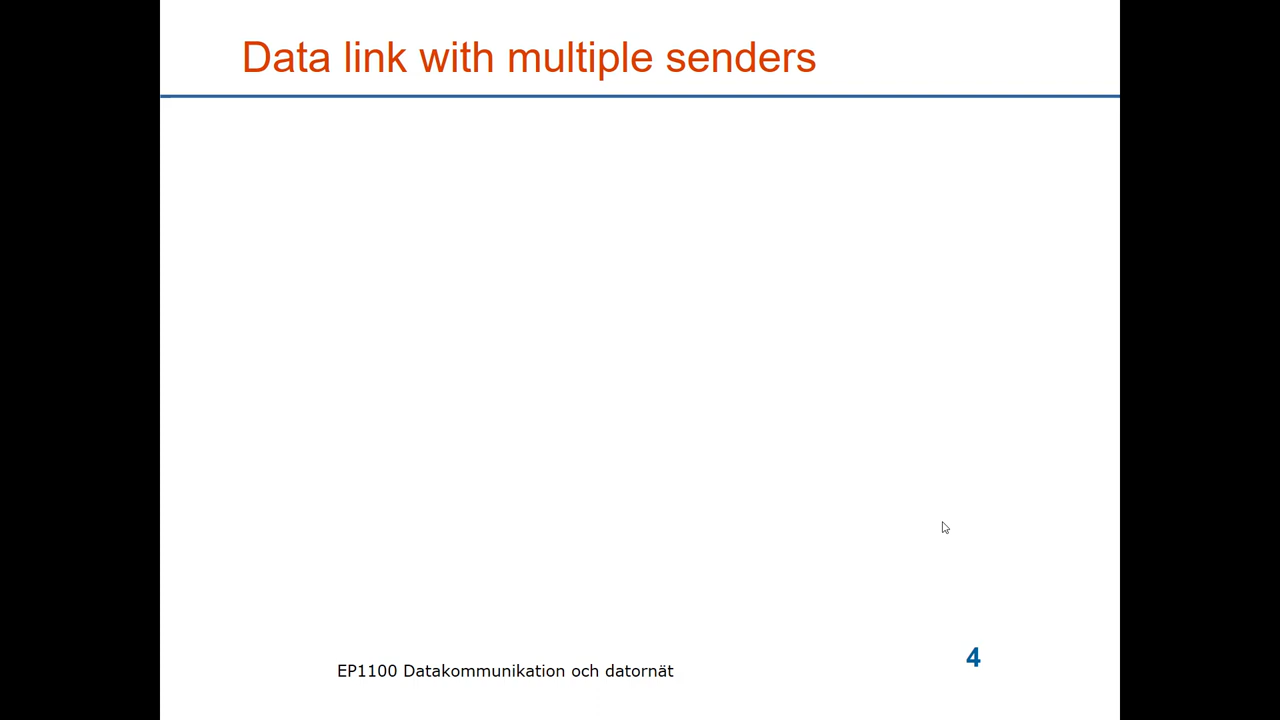 Data link with multiple senders
EP1100 Datakommunikation och datornät
4